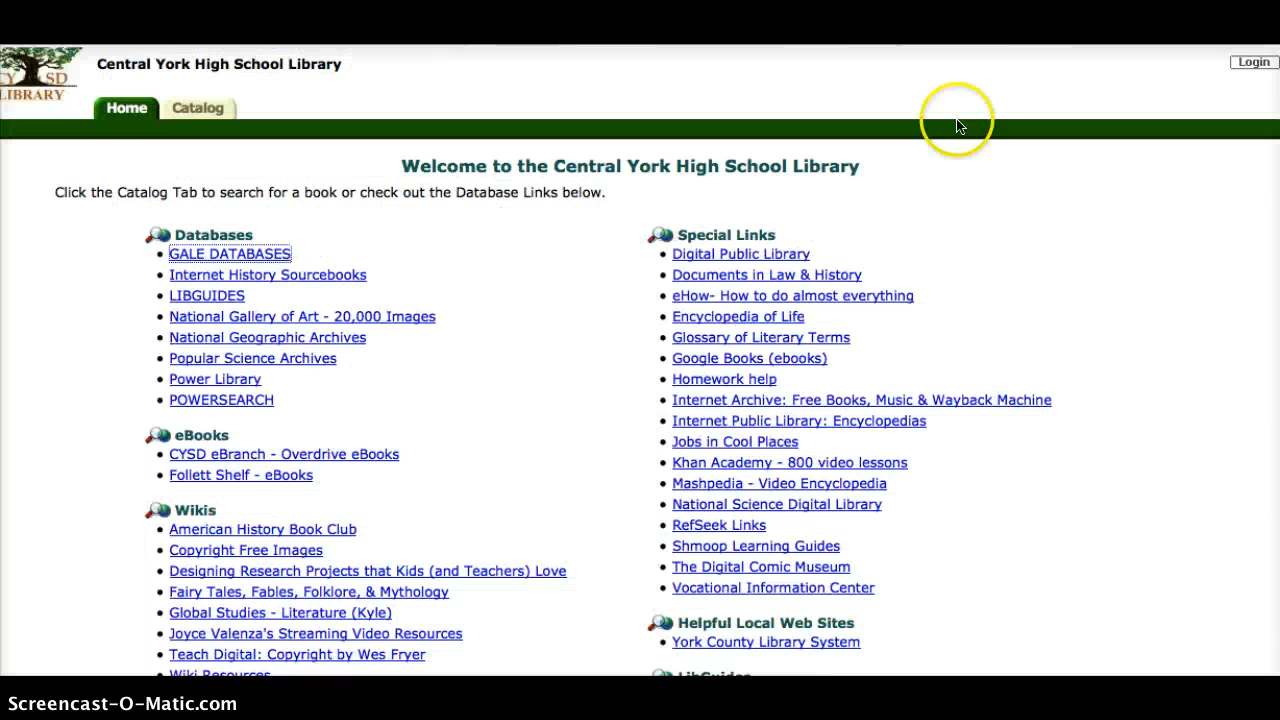 CY SD
LIBRARY
Central York High School Library
Login
Home
Catalog
Welcome to the Central York High School Library
Click the Catalog Tab to search for a book or check out the Database Links below.
Databases
• GALE DATABASES
• Internet History Sourcebooks
• LIBGUIDES
• National Gallery of Art - 20,000 Images
• National Geographic Archives
• Popular Science Archives
• Power Library
• POWERSEARCH
eBooks
• CYSD eBranch - Overdrive eBooks
• Follett Shelf - eBooks
Wikis
• American History Book Club
• Copyright Free Images
• Designing Research Projects that Kids (and Teachers) Love
• Fairy Tales, Fables, Folklore, & Mythology
• Global Studies - Literature (Kyle)
• Joyce Valenza's Streaming Video Resources
• Teach Digital: Copyright by Wes Fryer
Wiki Resources
Special Links
• Digital Public Library
• Documents in Law & History
• eHow- How to do almost everything
• Encyclopedia of Life
• Glossary of Literary Terms
• Google Books (ebooks)
• Homework help
• Internet Archive: Free Books, Music & Wayback Machine
• Internet Public Library: Encyclopedias
• Jobs in Cool Places
• Khan Academy - 800 video lessons
• Mashpedia - Video Encyclopedia
• National Science Digital Library
• RefSeek Links
• Shmoop Learning Guides
• The Digital Comic Museum
• Vocational Information Center
Helpful Local Web Sites
• York County Library System
LibGuides
Screencast-O-Matic.com